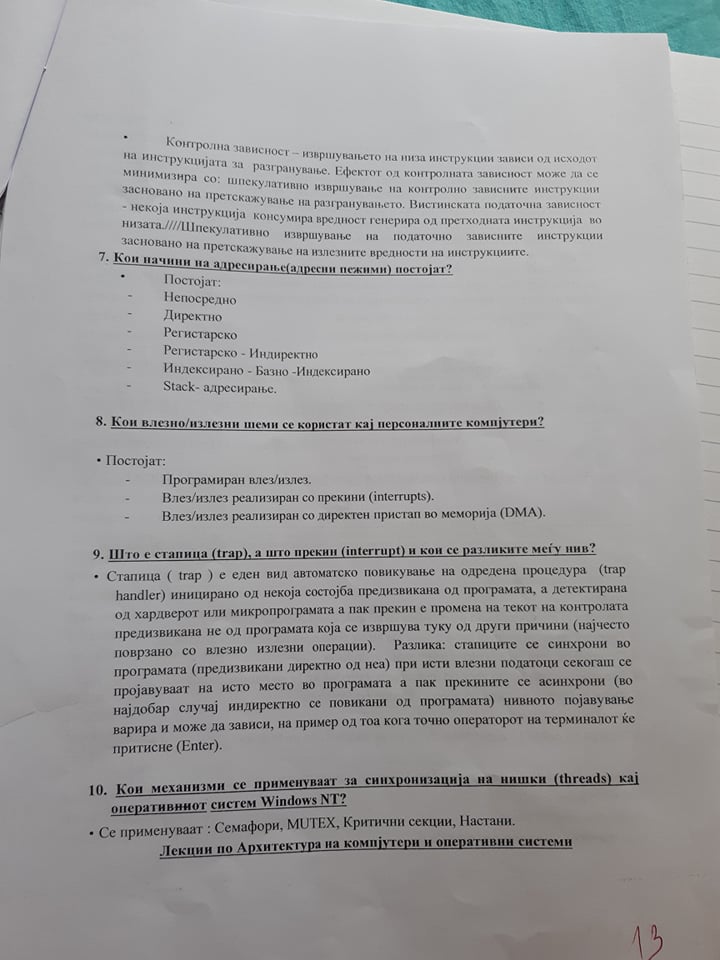 • Контролна зависност – извршувањето на низа инструкции зависи од исходот
на инструкцијата за разгранување. Ефектот од контролната зависност може да се
минимизира со: шпекулативно извршување на контролно зависните инструкции
засновано на претскажување на разгранувањето. Вистинската податочна зависност
- некоја инструкција консумира вредност генерира од претходната инструкција во
низата.////Шпекулативно извршување на податочно зависните инструкции
засновано на претскажување на излезните вредности на инструкциите.
7. Кои начини на адресирање(адресни режими) постојат?
• Постојат:
- Непосредно
- Директно
- Регистарско
- Регистарско - Индиректно
- Индексирано - Базно -Индексирано
- Stack- адресирање.
8. Кои влезно/излезни шеми се користат кај персоналните компјутери?
• Постојат:
- Програмиран влез/излез.
- Влез/излез реализиран со прекини (interrupts).
- Влез/излез реализиран со директен пристап во меморија (DMA).
9. Што е стапица (trap), а што прекин (interrupt) и кои се разликите меѓу нив?
• Стапица ( trap ) е еден вид автоматско повикување на одредена процедура (trap
handler) иницирано од некоја состојба предизвикана од програмата, а детектирана
од хардверот или микропрограмата а пак прекин е промена на текот на контролата
предизвикана не од програмата која се извршува туку од други причини (најчесто
поврзано со влезно излезни операции). Разлика: стапиците се синхрони во
програмата (предизвикани директно од неа) при исти влезни податоци секогаш се
пројавуваат на исто место во програмата а пак прекините се асинхрони (во
најдобар случај индиректно се повикани од програмата) нивното појавување
варира и може да зависи, на пример од тоа кога точно операторот на терминалот ќе
притисне (Enter).
10. Кои механизми се применуваат за синхронизација на нишки (threads) кај
оперативниот систем Windows NT?
• Се применуваат : Семафори, MUTEX, Критични секции, Настани.
Лекции по Архитектура на компјутери и оперативни системи
13